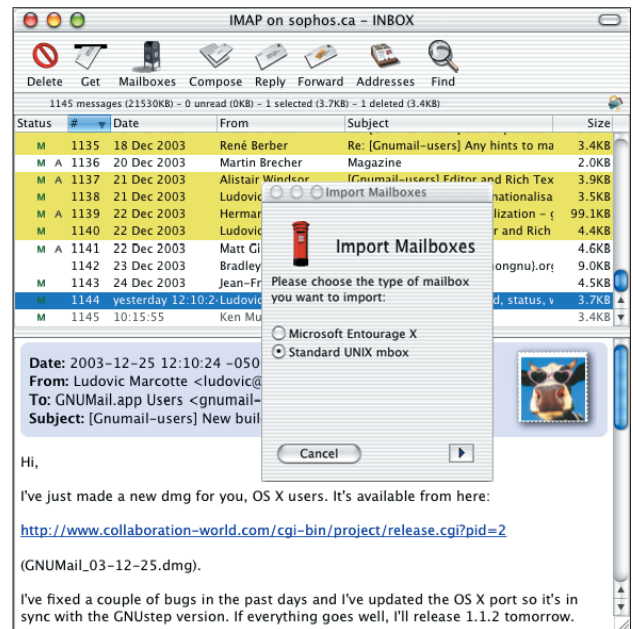 IMAP on sophos.ca – INBOX
Delete Get Mailboxes Compose Reply Forward Addresses Find
1145 messages (21530KB) – 0 unread (0KB) – 1 selected (3.7KB) – 1 deleted (3.4KB)
Status # Date From Subject Size
M 1135 18 Dec 2003 René Berber Re: [Gnumail-users] Any hints to ma 3.4KB
M A 1136 20 Dec 2003 Martin Brecher Magazine 2.0KB
M A 1137 21 Dec 2003 Alistair Windsor [Gnumail-users] Editor and Rich Tex 3.9KB
M 1138 21 Dec 2003 Ludovic nationalisa 3.5KB
M A 1139 22 Dec 2003 Herman lization – 99.1KB
M 1140 22 Dec 2003 Ludovic r and Rich 4.4KB
M A 1141 22 Dec 2003 Matt Gi 4.6KB
1142 23 Dec 2003 Bradley ongnu}.org 9.0KB
M 1143 24 Dec 2003 Jean-Fr 4.5KB
M 1144 yesterday 12:10:2 Ludovic d, status, v 3.7KB
M 1145 10:15:55 Ken Mu 3.4KB
Import Mailboxes
Import Mailboxes
Please choose the type of mailbox
you want to import:
Microsoft Entourage X
Standard UNIX mbox
Cancel
Date: 2003-12-25 12:10:24 -050
From: Ludovic Marcotte <ludovic@
To: GNUMail.app Users <gnumail-
Subject: [Gnumail-users] New buil
Hi,
I've just made a new dmg for you, OS X users. It's available from here:
http://www.collaboration-world.com/cgi-bin/project/release.cgi?pid=2
(GNUMail_03-12-25.dmg).
I've fixed a couple of bugs in the past days and I've updated the OS X port so it's in
sync with the GNUstep version. If everything goes well, I'll release 1.1.2 tomorrow.